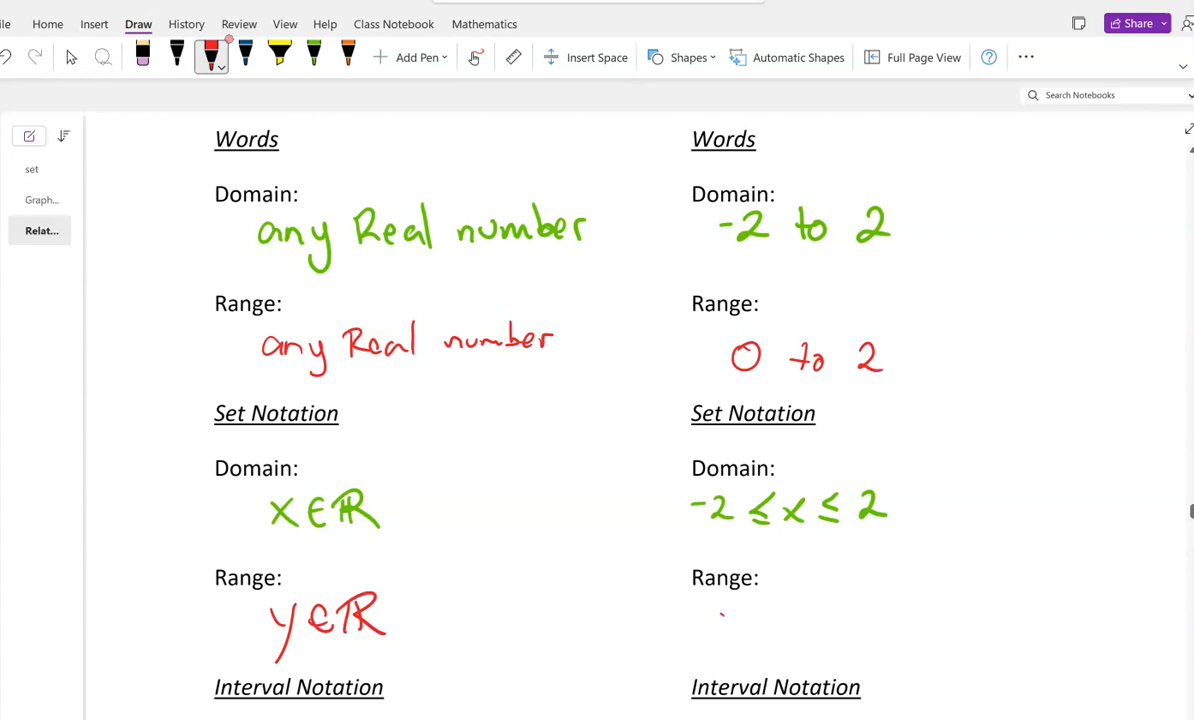 ile Home Insert Draw History Review View Help Class Notebook Mathematics Share
Add Pen Insert Space Shapes Automatic Shapes Full Page View
Search Notebooks
set
Graph...
Relat...
Words Words
Domain: Domain:
any Real number -2 to 2
Range: Range:
any Real number 0 to 2
Set Notation Set Notation
Domain: Domain:
x∈ℝ -2 ≤ x ≤ 2
Range: Range:
y∈ℝ
Interval Notation Interval Notation